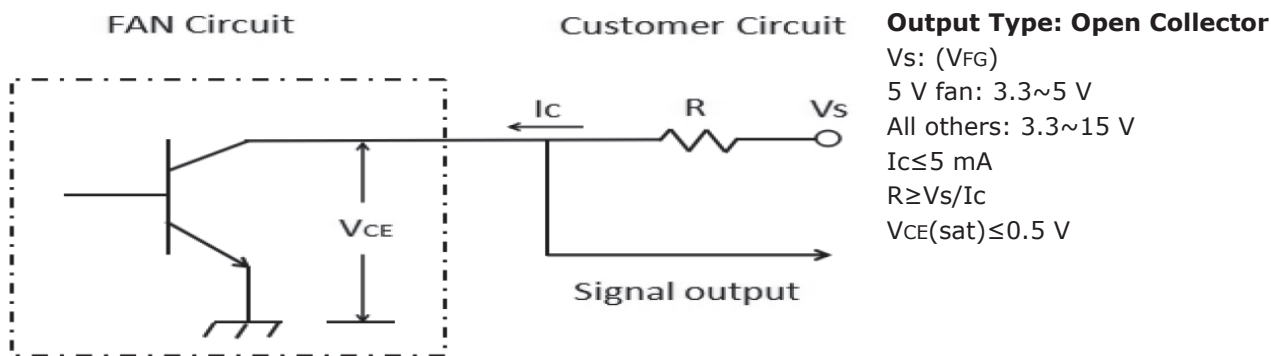 FAN Circuit
Customer Circuit
Output Type: Open Collector
Vs: (VFG)
5 V fan: 3.3~5 V
All others: 3.3~15 V
Ic≤5 mA
R≥Vs/Ic
VCE(sat)≤0.5 V
Ic
R
Vs
VCE
Signal output